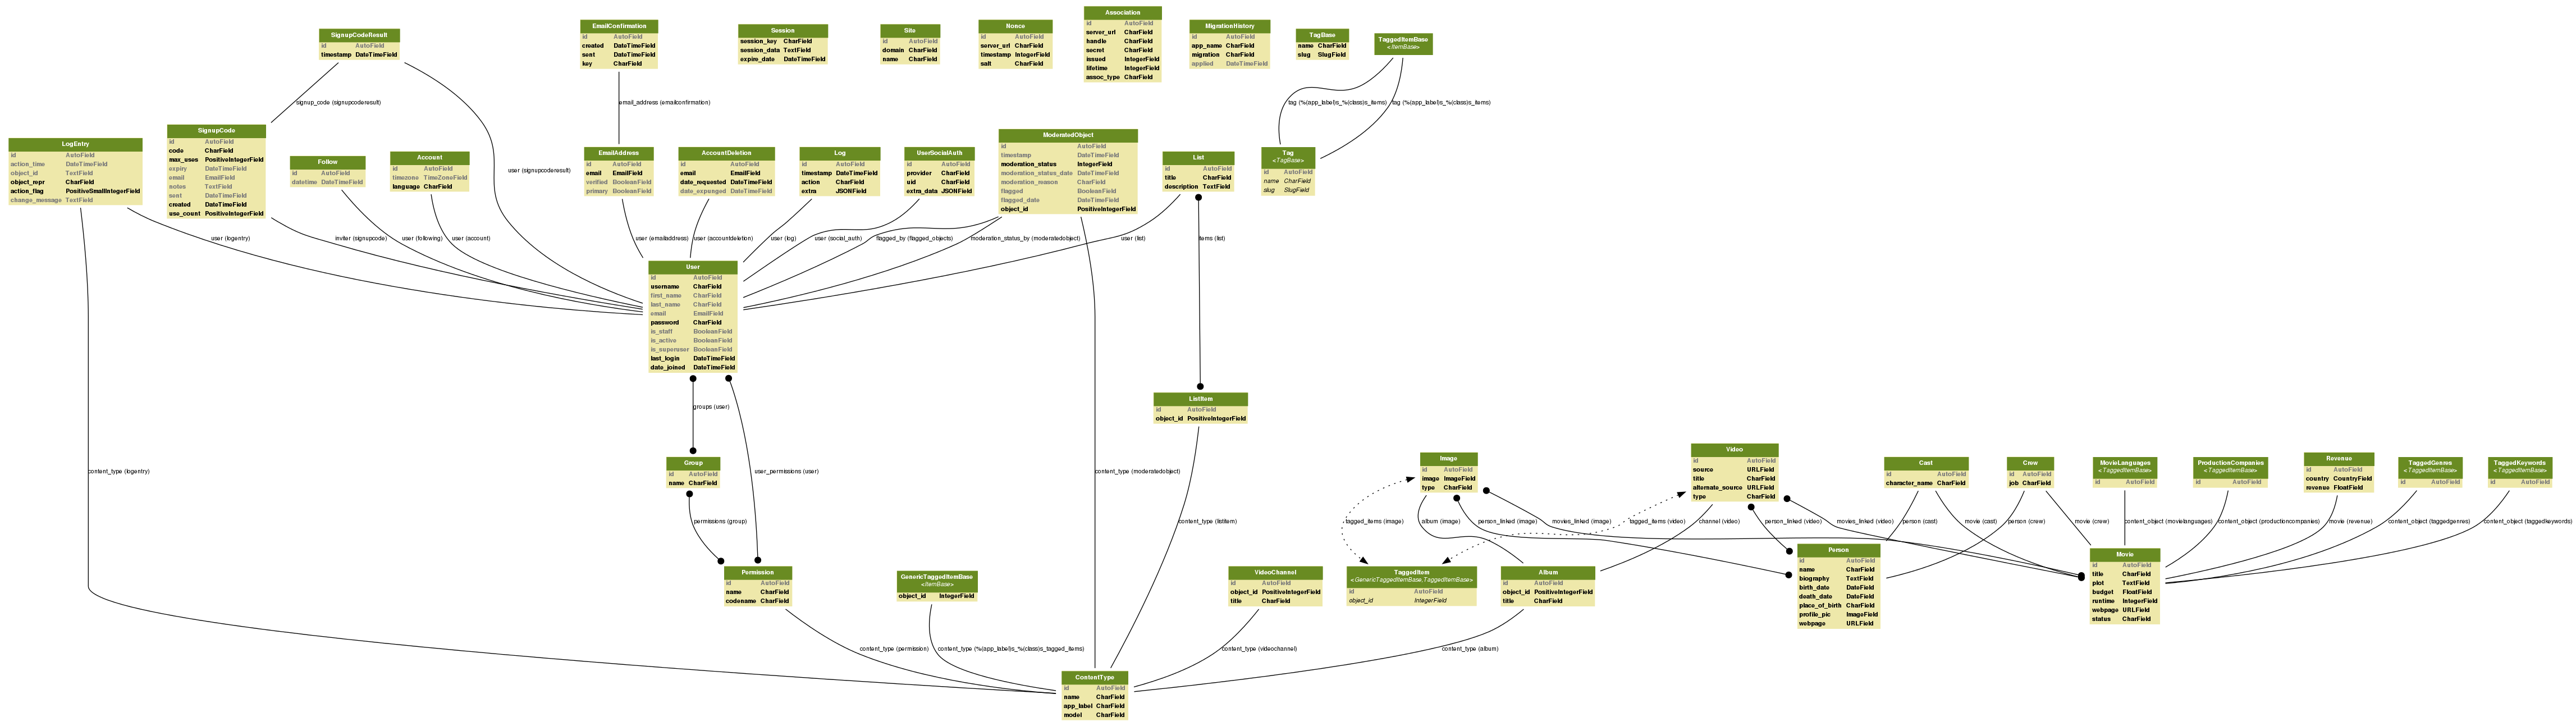 SignupCodeResult
id AutoField
timestamp DateTimeField
EmailConfirmation
id AutoField
created DateTimeField
sent DateTimeField
key CharField
Session
session_key CharField
session_data TextField
expire_date DateTimeField
Site
id AutoField
domain CharField
name CharField
Nonce
id AutoField
server_url CharField
timestamp IntegerField
salt CharField
Association
id AutoField
server_url CharField
handle CharField
secret CharField
issued IntegerField
lifetime IntegerField
assoc_type CharField
MigrationHistory
id AutoField
app_name CharField
migration CharField
applied DateTimeField
TagBase
name CharField
slug SlugField
TaggedItemBase
<ItemBase>
signup_code (signupcoderesult)
email_address (emailconfirmation)
tag (%(app_label)s_%(class)s_items)
tag (%(app_label)s_%(class)s_items)
LogEntry
id AutoField
action_time DateTimeField
object_id TextField
object_repr CharField
action_flag PositiveSmallIntegerField
change_message TextField
SignupCode
id AutoField
code CharField
max_uses PositiveIntegerField
expiry DateTimeField
email EmailField
notes TextField
sent DateTimeField
created DateTimeField
use_count PositiveIntegerField
Follow
id AutoField
datetime DateTimeField
Account
id AutoField
timezone TimeZoneField
language CharField
user (signupcoderesult)
EmailAddress
id AutoField
email EmailField
verified BooleanField
primary BooleanField
AccountDeletion
id AutoField
email EmailField
date_requested DateTimeField
date_expunged DateTimeField
Log
id AutoField
timestamp DateTimeField
action CharField
extra JSONField
UserSocialAuth
id AutoField
provider CharField
uid CharField
extra_data JSONField
ModeratedObject
id AutoField
timestamp DateTimeField
moderation_status IntegerField
moderation_status_date DateTimeField
moderation_reason CharField
flagged BooleanField
flagged_date DateTimeField
object_id PositiveIntegerField
List
id AutoField
title CharField
description TextField
Tag
<TagBase>
id AutoField
name CharField
slug SlugField
user (logentry)
inviter (signupcode)
user (following)
user (account)
user (emailaddress)
user (accountdeletion)
user (log)
user (social_auth)
flagged_by (flagged_objects)
moderation_status_by (moderatedobject)
user (list)
items (list)
User
id AutoField
username CharField
first_name CharField
last_name CharField
email EmailField
password CharField
is_staff BooleanField
is_active BooleanField
is_superuser BooleanField
last_login DateTimeField
date_joined DateTimeField
groups (user)
ListItem
id AutoField
object_id PositiveIntegerField
content_type (logentry)
Group
id AutoField
name CharField
user_permissions (user)
content_type (moderatedobject)
Image
id AutoField
image ImageField
type CharField
Video
id AutoField
source URLField
title CharField
alternate_source URLField
type CharField
Cast
id AutoField
character_name CharField
Crew
id AutoField
job CharField
MovieLanguages
<TaggedItemBase>
id AutoField
ProductionCompanies
<TaggedItemBase>
id AutoField
Revenue
id AutoField
country CountryField
revenue FloatField
TaggedGenres
<TaggedItemBase>
id AutoField
TaggedKeywords
<TaggedItemBase>
id AutoField
permissions (group)
content_type (listitem)
tagged_items (image)
album (image)
person_linked (image)
movies_linked (image)
tagged_items (video)
channel (video)
person_linked (video)
movies_linked (video)
person (cast)
movie (cast)
person (crew)
movie (crew)
content_object (movielanguages)
content_object (productioncompanies)
movie (revenue)
content_object (taggedgenres)
content_object (taggedkeywords)
Permission
id AutoField
name CharField
codename CharField
GenericTaggedItemBase
<ItemBase>
object_id IntegerField
VideoChannel
id AutoField
object_id PositiveIntegerField
title CharField
TaggedItem
<GenericTaggedItemBase,TaggedItemBase>
id AutoField
object_id IntegerField
Album
id AutoField
object_id PositiveIntegerField
title CharField
Person
id AutoField
name CharField
biography TextField
birth_date DateField
death_date DateField
place_of_birth CharField
profile_pic ImageField
webpage URLField
Movie
id AutoField
title CharField
plot TextField
budget FloatField
runtime IntegerField
webpage URLField
status CharField
content_type (permission)
content_type (%(app_label)s_%(class)s_tagged_items)
content_type (videochannel)
content_type (album)
ContentType
id AutoField
name CharField
app_label CharField
model CharField